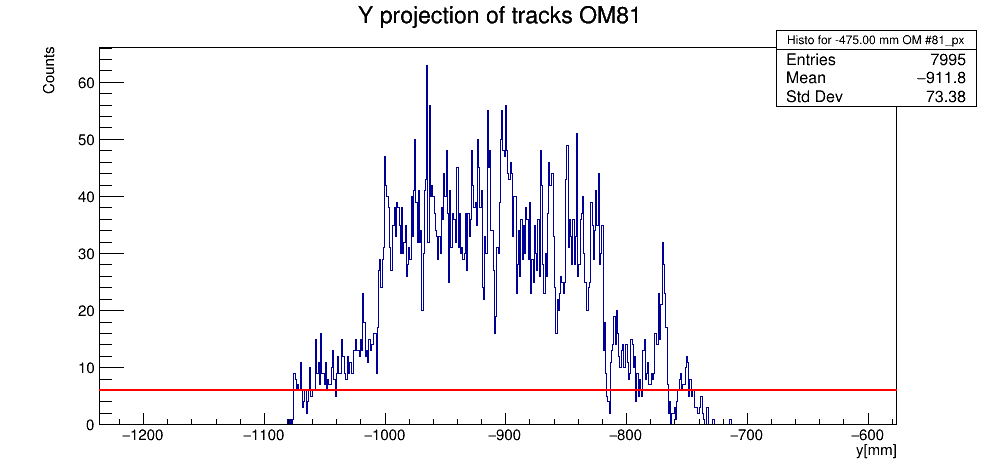 Y projection of tracks OM81
Histo for -475.00 mm OM #81_px
Entries 7995
Mean −911.8
Std Dev 73.38
Counts
60
50
40
30
20
10
0
−1200 −1100 −1000 −900 −800 −700 −600
y[mm]